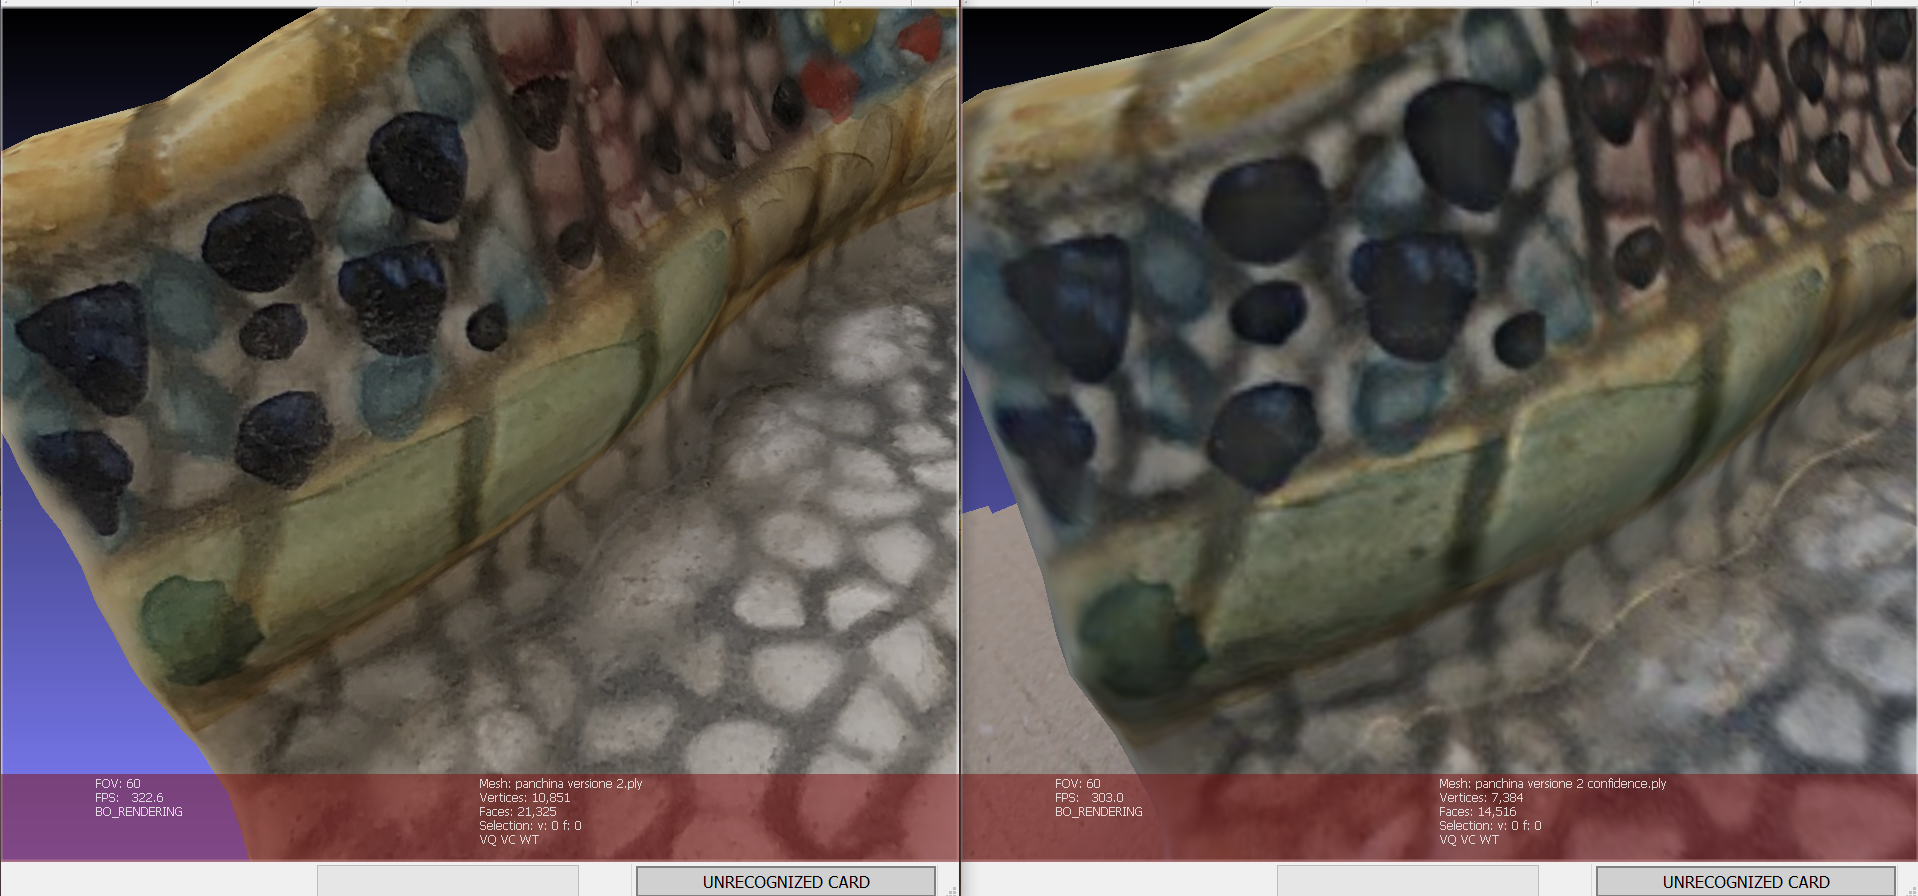 FOV: 60
FPS: 322.6
BO_RENDERING
Mesh: panchina versione 2.ply
Vertices: 10,851
Faces: 21,325
Selection: v: 0 f: 0
VQ VC WT
UNRECOGNIZED CARD
FOV: 60
FPS: 303.0
BO_RENDERING
Mesh: panchina versione 2 confidence.ply
Vertices: 7,384
Faces: 14,516
Selection: v: 0 f: 0
VQ VC WT
UNRECOGNIZED CARD